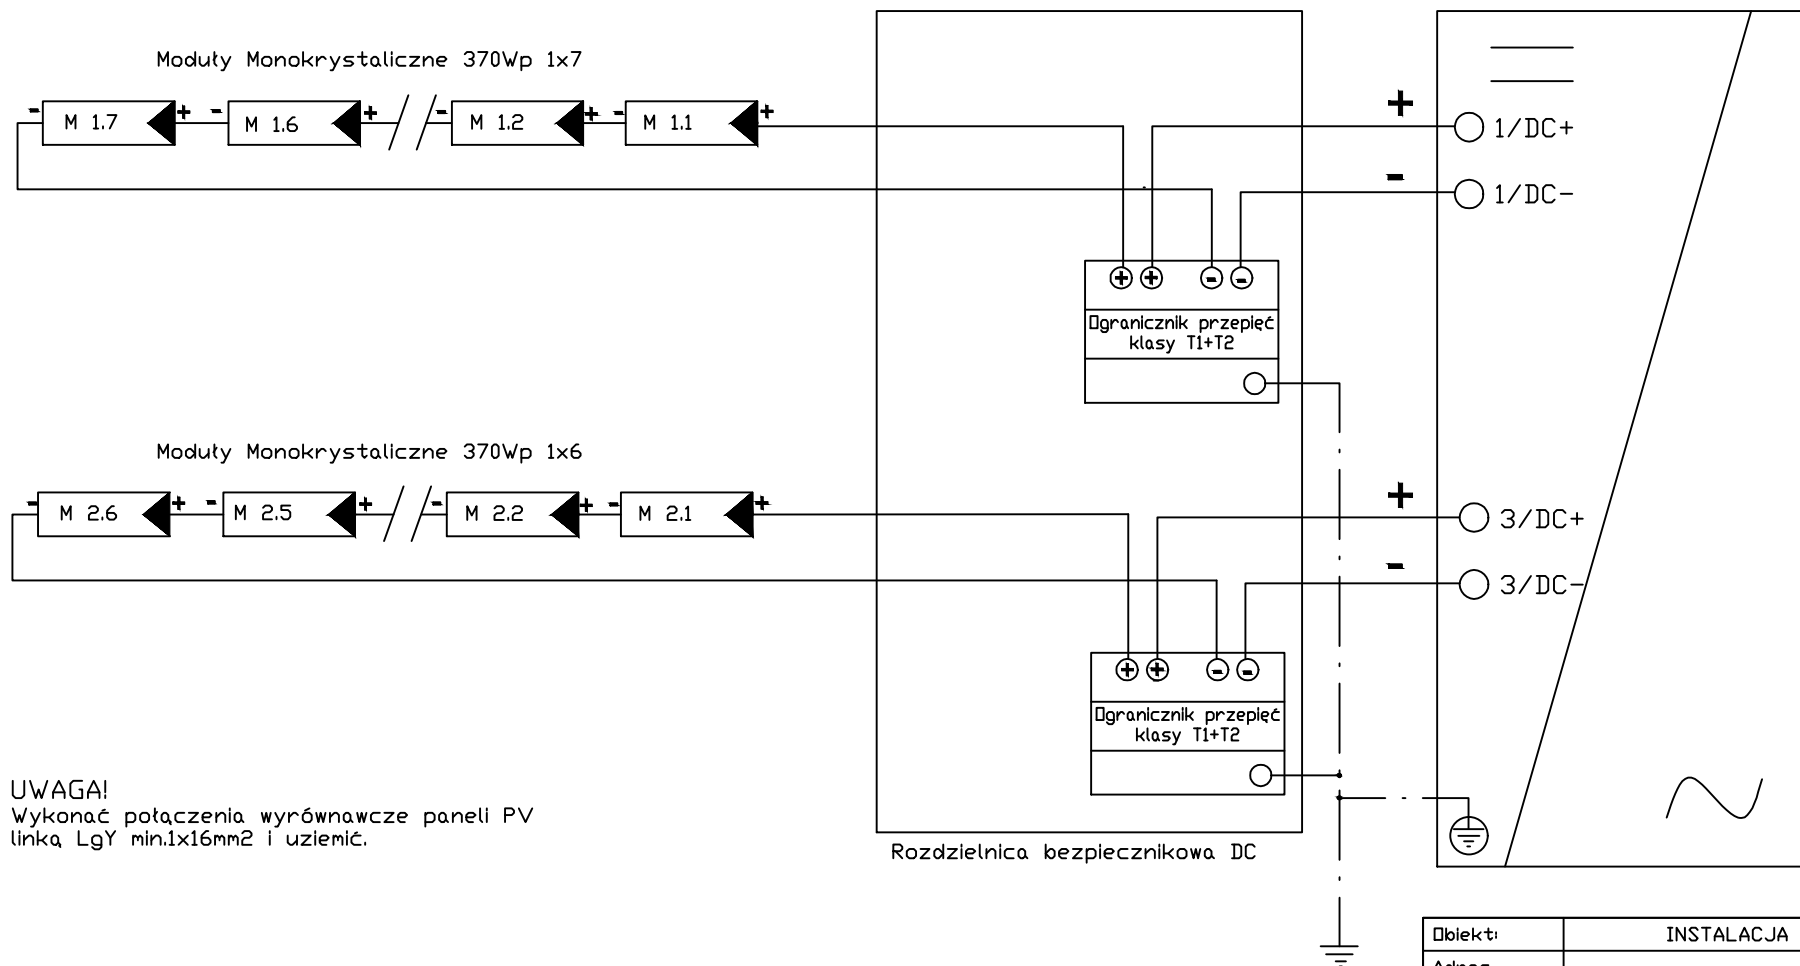 Moduły Monokrystaliczne 370Wp 1x7
- M 1.7 + - M 1.6 + - M 1.2 + - M 1.1 +
+ 1/DC+
- 1/DC-
+ + - -
Ogranicznik przepięć
klasy T1+T2
Moduły Monokrystaliczne 370Wp 1x6
- M 2.6 + - M 2.5 + - M 2.2 + - M 2.1 +
+ 3/DC+
- 3/DC-
+ + - -
Ogranicznik przepięć
klasy T1+T2
UWAGA!
Wykonać połączenia wyrównawcze paneli PV
linką LgY min.1x16mm2 i uziemić.
Rozdzielnica bezpiecznikowa DC
Obiekt: INSTALACJA